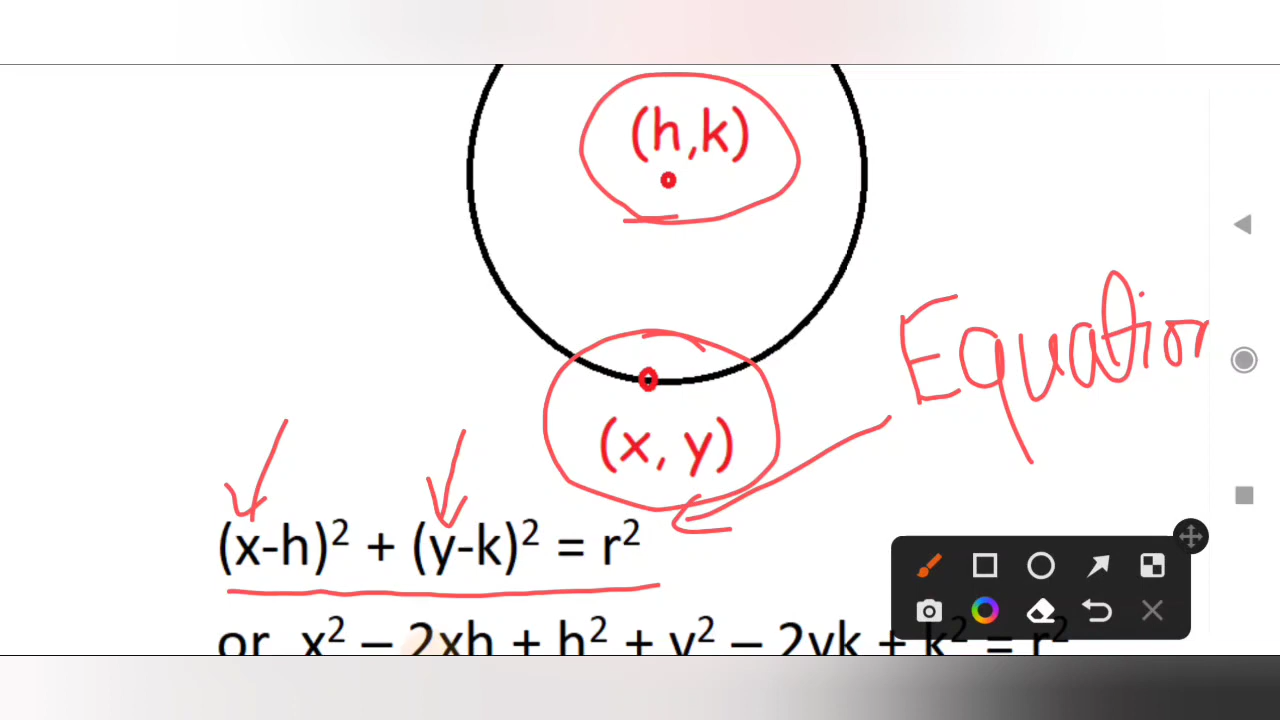 (h,k)
Equation
(x, y)
(x-h)² + (y-k)² = r²
or x² – 2xh + h² + y² – 2yk + k² = r²